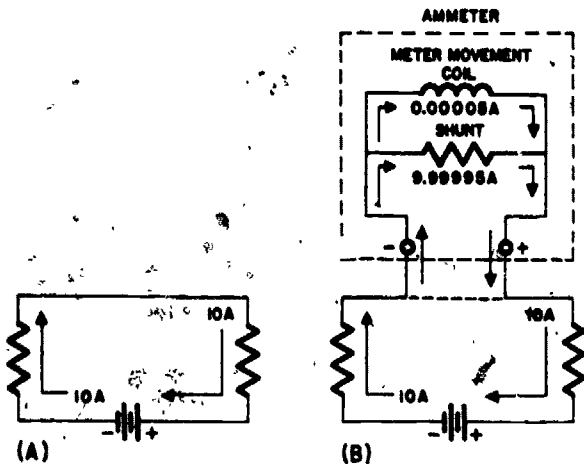 AMMETER
METER MOVEMENT
COIL
0.00005A
SHUNT
9.99995A
- +
10A
10A
- +
(A)
10A
10A
- +
(B)